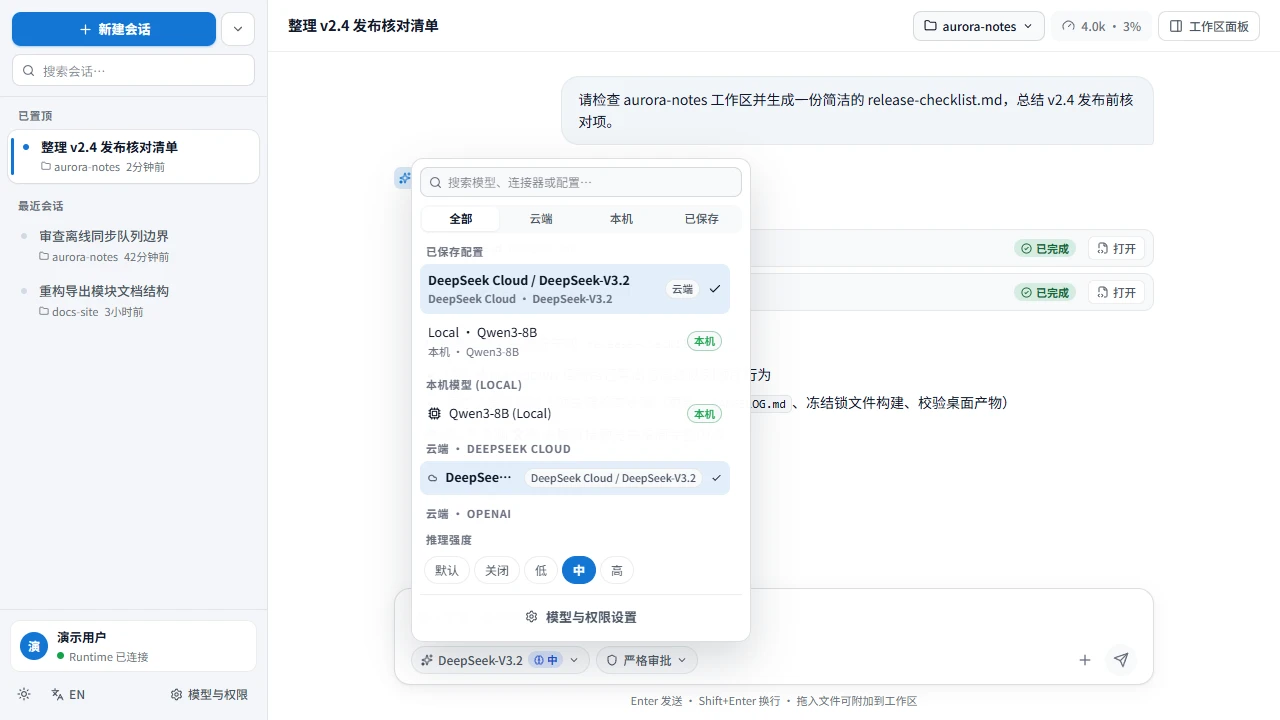 新建会话
搜索会话…
已置顶
整理 v2.4 发布核对清单
aurora-notes 2分钟前
最近会话
审查离线同步队列边界
aurora-notes 42分钟前
重构导出模块文档结构
docs-site 3小时前
演
演示用户
Runtime 已连接
EN
模型与权限
整理 v2.4 发布核对清单
aurora-notes
4.0k • 3%
工作区面板
请检查 aurora-notes 工作区并生成一份简洁的 release-checklist.md，总结 v2.4 发布前核
对项。
已完成
打开
已完成
打开
行为
OG.md 、冻结锁文件构建、校验桌面产物）
搜索模型、连接器或配置…
全部
云端
本机
已保存
已保存配置
DeepSeek Cloud / DeepSeek-V3.2
DeepSeek Cloud • DeepSeek-V3.2
云端
Local • Qwen3-8B
本机 • Qwen3-8B
本机
本机模型 (LOCAL)
Qwen3-8B (Local)
本机
云端 • DEEPSEEK CLOUD
DeepSee…
DeepSeek Cloud / DeepSeek-V3.2
云端 • OPENAI
推理强度
默认
关闭
低
中
高
模型与权限设置
DeepSeek-V3.2
中
严格审批
Enter 发送 • Shift+Enter 换行 • 拖入文件可附加到工作区